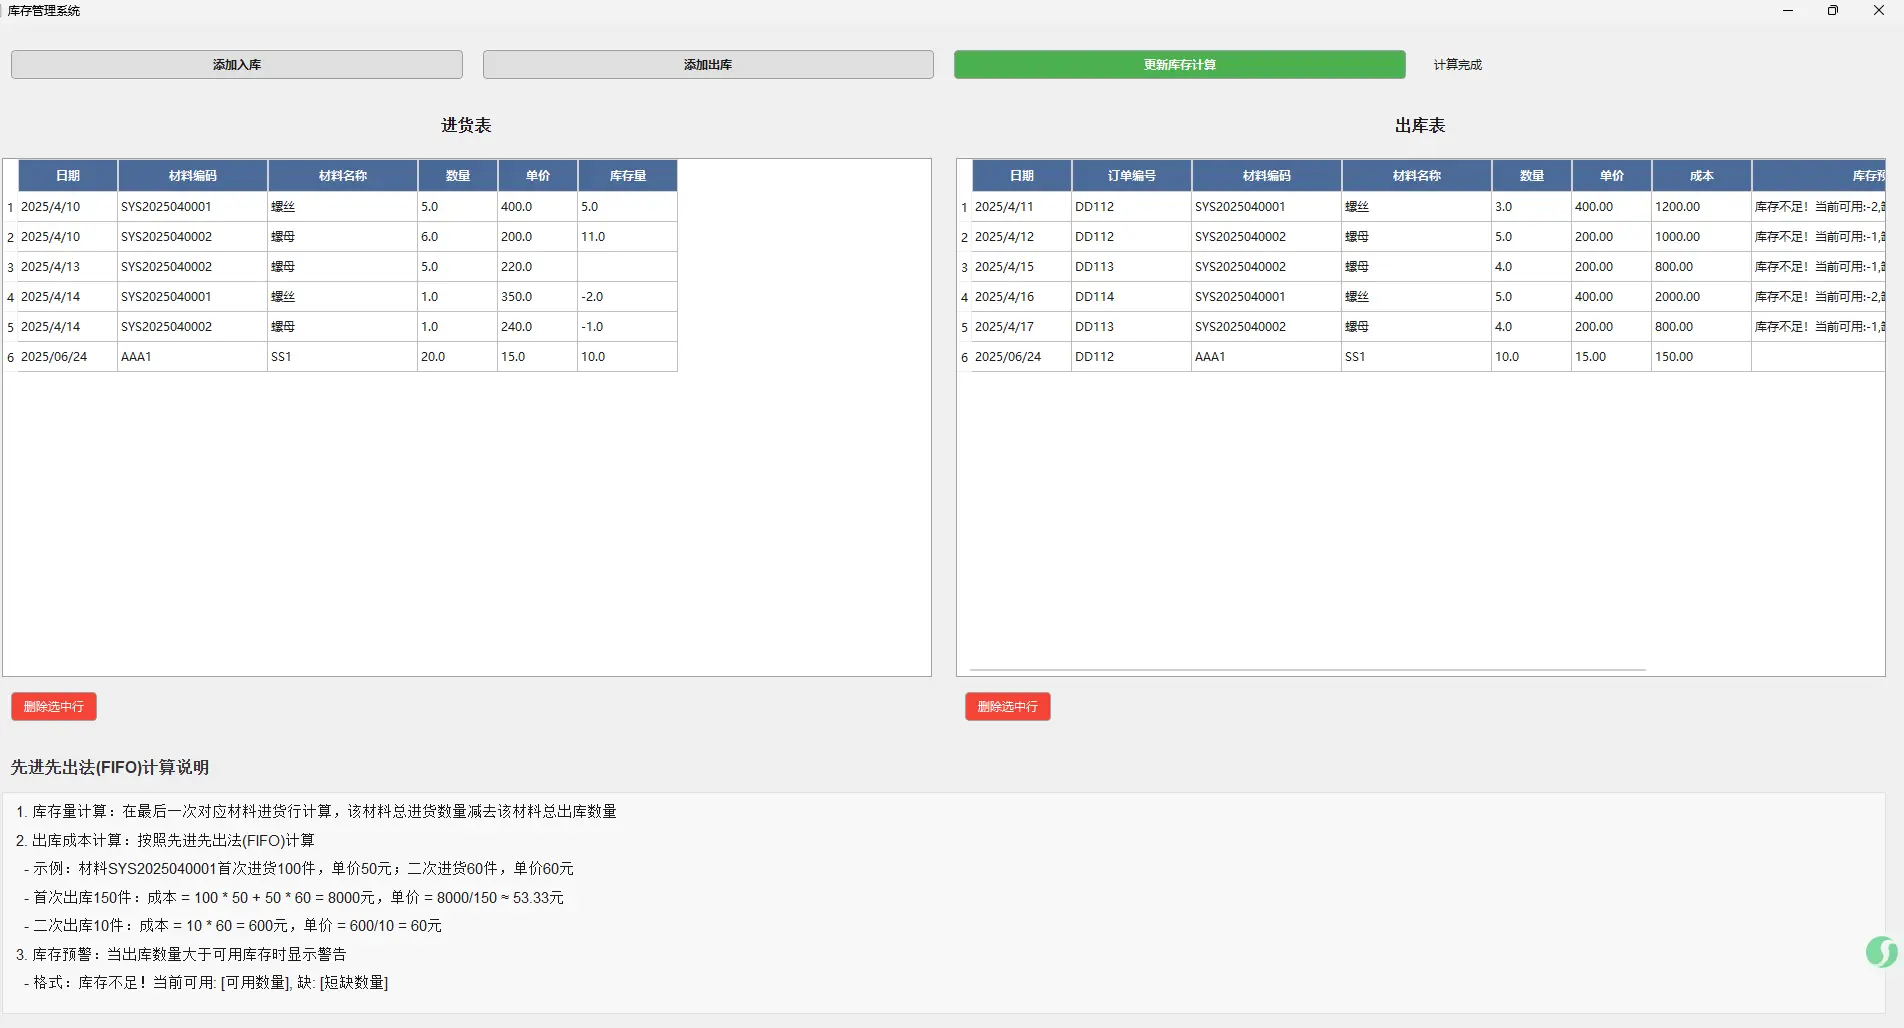 库存管理系统
添加入库 添加出库 更新库存计算 计算完成
进货表
日期 材料编码 材料名称 数量 单价 库存量
1 2025/4/10 SYS2025040001 螺丝 5.0 400.0 5.0
2 2025/4/10 SYS2025040002 螺母 6.0 200.0 11.0
3 2025/4/13 SYS2025040002 螺母 5.0 220.0
4 2025/4/14 SYS2025040001 螺丝 1.0 350.0 -2.0
5 2025/4/14 SYS2025040002 螺母 1.0 240.0 -1.0
6 2025/06/24 AAA1 SS1 20.0 15.0 10.0
删除选中行
出库表
日期 订单编号 材料编码 材料名称 数量 单价 成本 库存预
1 2025/4/11 DD112 SYS2025040001 螺丝 3.0 400.00 1200.00 库存不足！当前可用:-2,
2 2025/4/12 DD112 SYS2025040002 螺母 5.0 200.00 1000.00 库存不足！当前可用:-1,
3 2025/4/15 DD113 SYS2025040002 螺母 4.0 200.00 800.00 库存不足！当前可用:-1,
4 2025/4/16 DD114 SYS2025040001 螺丝 5.0 400.00 2000.00 库存不足！当前可用:-2,
5 2025/4/17 DD113 SYS2025040002 螺母 4.0 200.00 800.00 库存不足！当前可用:-1,
6 2025/06/24 DD112 AAA1 SS1 10.0 15.00 150.00
删除选中行
先进先出法(FIFO)计算说明
1. 库存量计算：在最后一次对应材料进货行计算，该材料总进货数量减去该材料总出库数量
2. 出库成本计算：按照先进先出法(FIFO)计算
- 示例：材料SYS2025040001首次进货100件，单价50元；二次进货60件，单价60元
- 首次出库150件：成本 = 100 * 50 + 50 * 60 = 8000元，单价 = 8000/150 ≈ 53.33元
- 二次出库10件：成本 = 10 * 60 = 600元，单价 = 600/10 = 60元
3. 库存预警：当出库数量大于可用库存时显示警告
- 格式：库存不足！当前可用: [可用数量], 缺: [短缺数量]